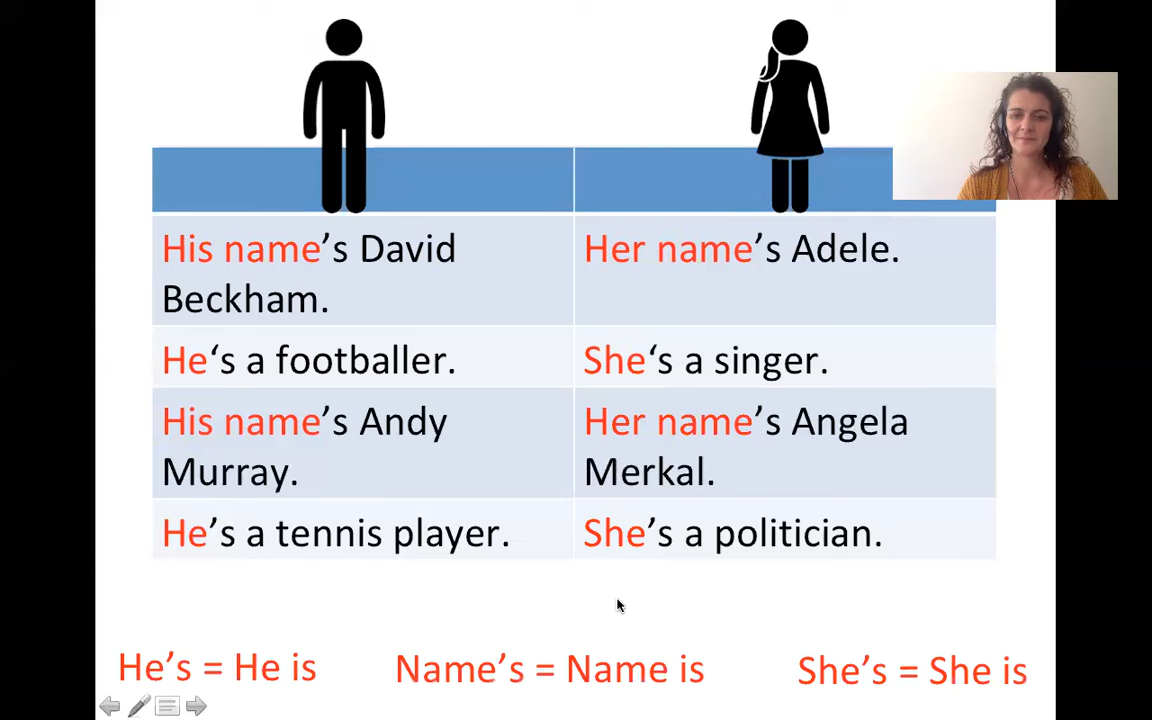 His name’s David
Beckham.
Her name’s Adele.
He‘s a footballer.
She‘s a singer.
His name’s Andy
Murray.
Her name’s Angela
Merkal.
He’s a tennis player.
She’s a politician.
He’s = He is
Name’s = Name is
She’s = She is